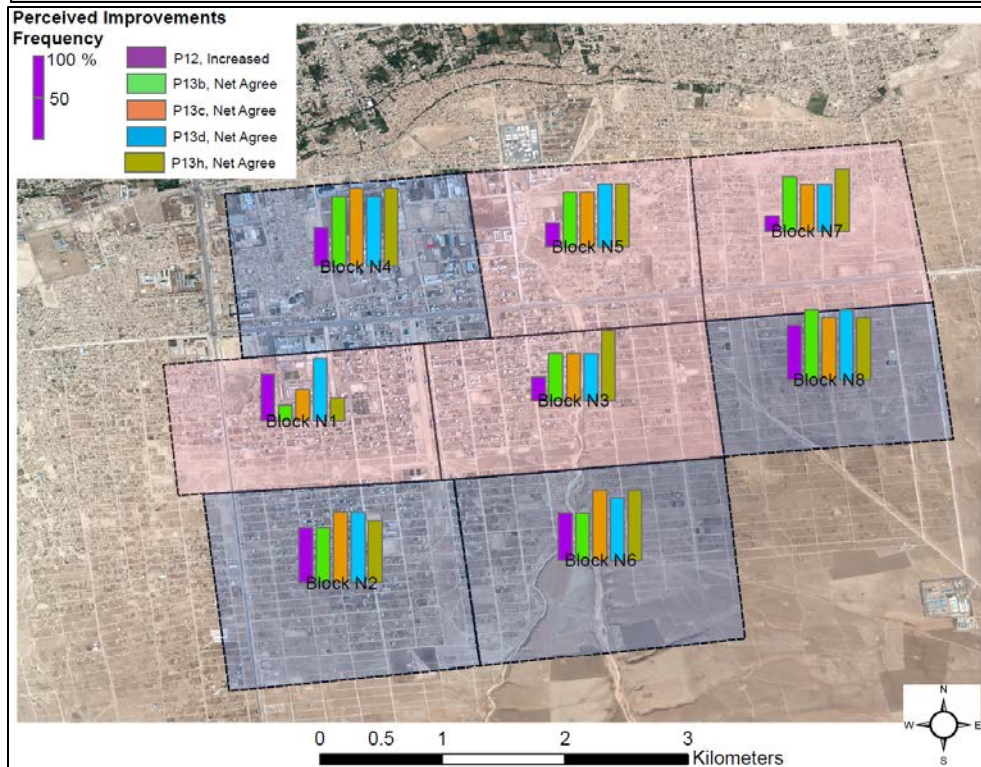 Perceived Improvements
Frequency
100 %
50
P12, Increased
P13b, Net Agree
P13c, Net Agree
P13d, Net Agree
P13h, Net Agree
Block N4
Block N5
Block N7
Block N1
Block N3
Block N8
Block N2
Block N6
N
W
E
S
0 0.5 1 2 3
Kilometers